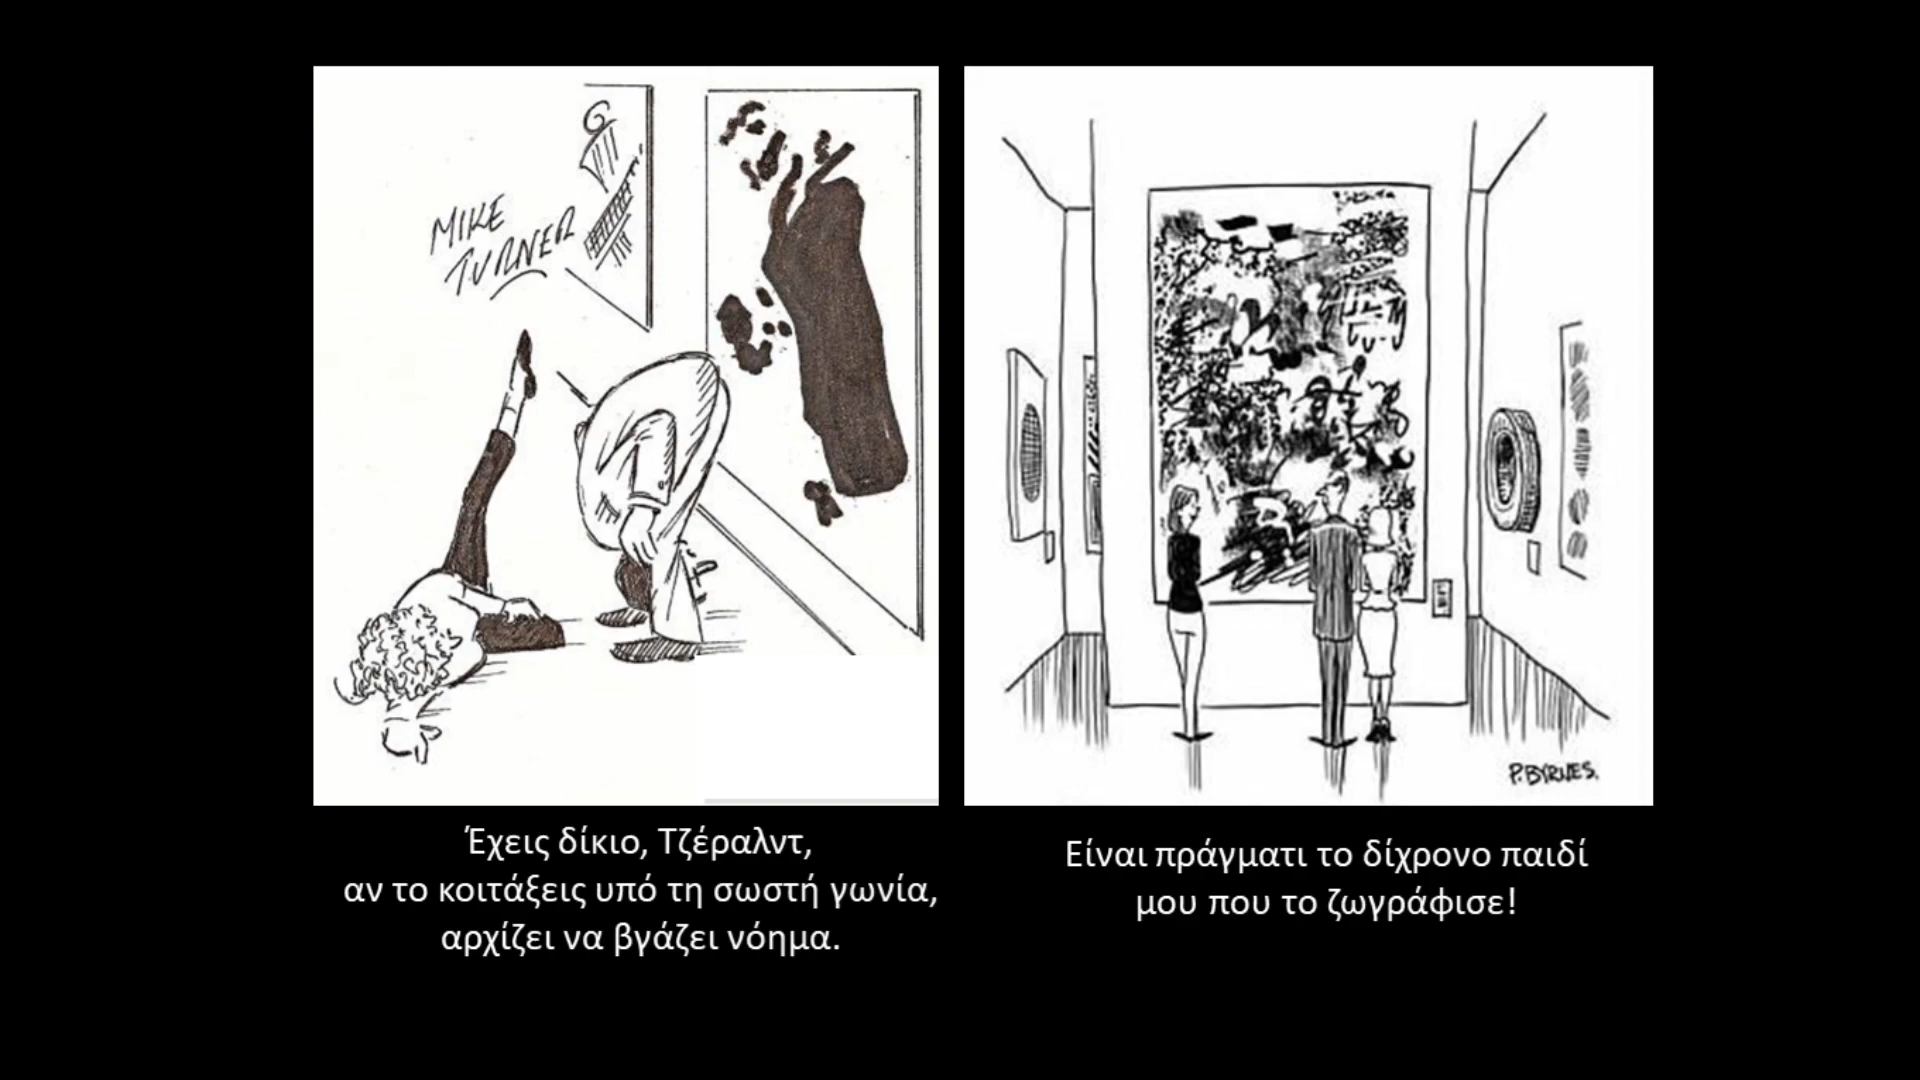 MIKE
TURNER
P. BYRNES.
Έχεις δίκιο, Τζέραλντ,
αν το κοιτάξεις υπό τη σωστή γωνία,
αρχίζει να βγάζει νόημα.
Είναι πράγματι το δίχρονο παιδί
μου που το ζωγράφισε!